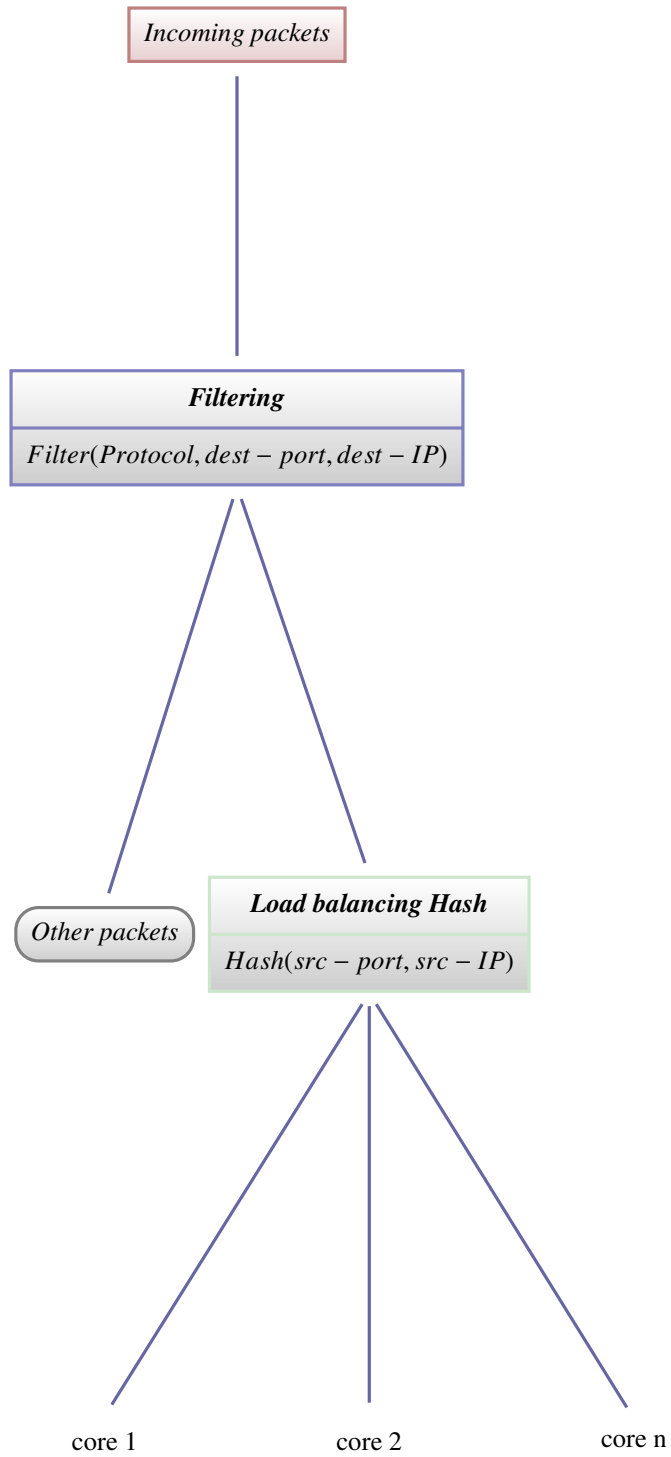 Incoming packets
Filtering
Filter(Protocol, dest − port, dest − IP)
Other packets
Load balancing Hash
Hash(src − port, src − IP)
core 1
core 2
core n